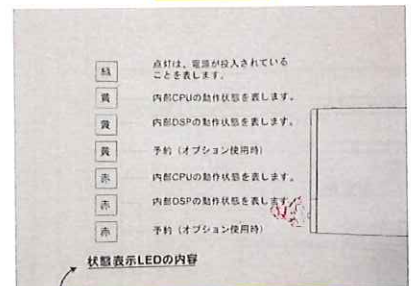 緑
点灯は、電源が投入されている
ことを表します。
黄
内部CPUの動作状態を表します。
黄
内部DSPの動作状態を表します。
黄
予約（オプション使用時）
赤
内部CPUの動作状態を表します。
赤
内部DSPの動作状態を表します。
赤
予約（オプション使用時）
状態表示LEDの内容